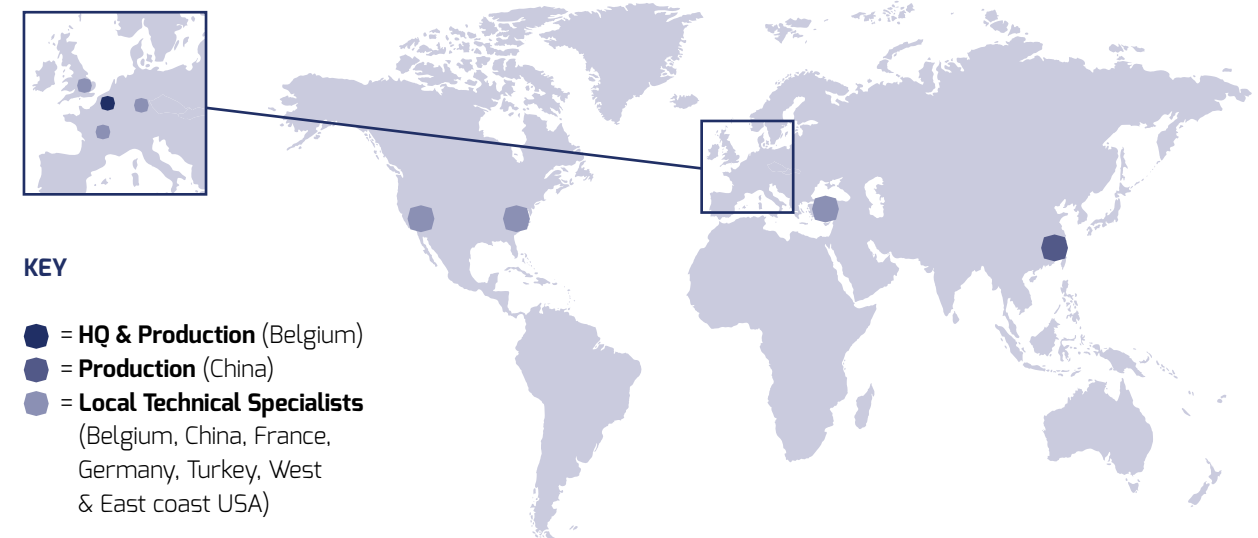 KEY
= HQ & Production (Belgium)
= Production (China)
= Local Technical Specialists
(Belgium, China, France,
Germany, Turkey, West
& East coast USA)